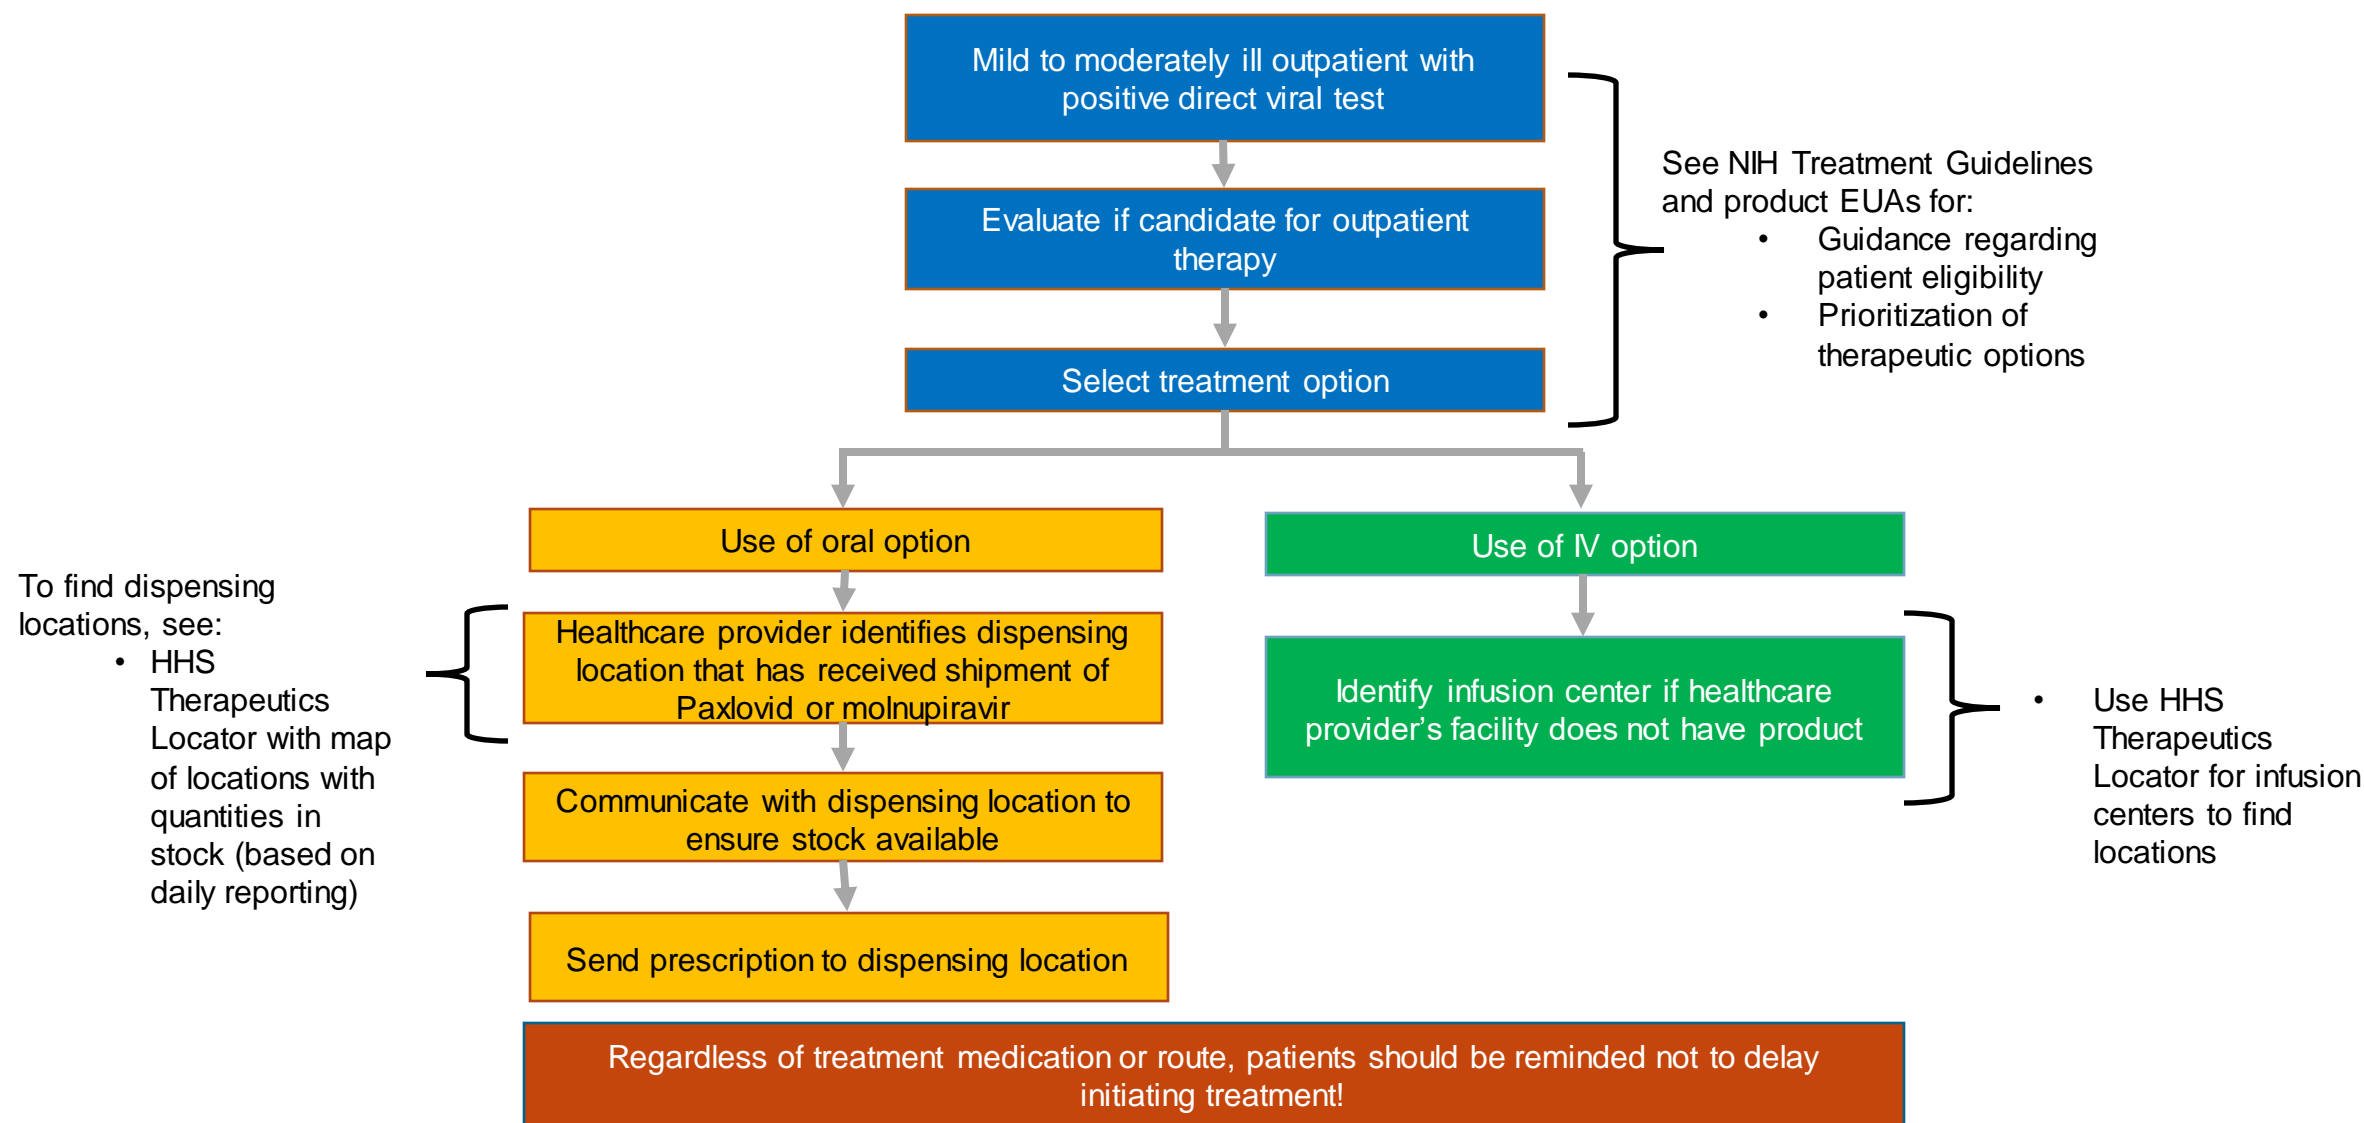 Mild to moderately ill outpatient with
positive direct viral test
See NIH Treatment Guidelines
and product EUAs for:
• Guidance regarding
patient eligibility
• Prioritization of
therapeutic options
Evaluate if candidate for outpatient
therapy
Select treatment option
Use of oral option
Use of IV option
To find dispensing
locations, see:
• HHS
Therapeutics
Locator with map
of locations with
quantities in
stock (based on
daily reporting)
Healthcare provider identifies dispensing
location that has received shipment of
Paxlovid or molnupiravir
Identify infusion center if healthcare
provider’s facility does not have product
• Use HHS
Therapeutics
Locator for infusion
centers to find
locations
Communicate with dispensing location to
ensure stock available
Send prescription to dispensing location
Regardless of treatment medication or route, patients should be reminded not to delay
initiating treatment!